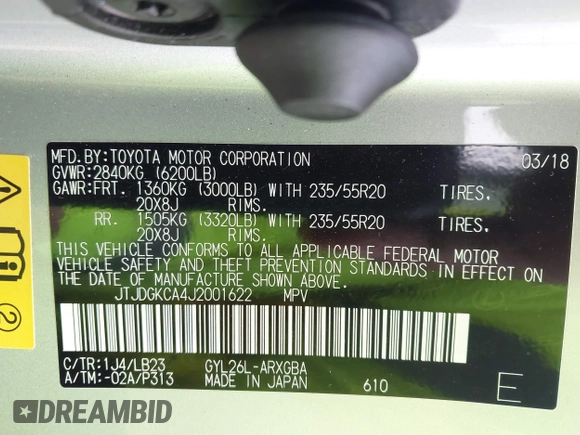 MFD.BY:TOYOTA MOTOR CORPORATION 03/18
GVWR:2840KG (6200LB)
GAWR:FRT. 1360KG (3000LB) WITH 235/55R20 TIRES.
20X8J RIMS.
RR. 1505KG (3320LB) WITH 235/55R20 TIRES.
20X8J RIMS.
THIS VEHICLE CONFORMS TO ALL APPLICABLE FEDERAL MOTOR
VEHICLE SAFETY AND THEFT PREVENTION STANDARDS IN EFFECT ON
THE DATE OF MANUFACTURE SHOWN ABOVE.
JTJDGKCA4J2001622 MPV
C/TR:1J4/LB23 GYL26L-ARXGBA
A/TM:-02A/P313 MADE IN JAPAN 610 E
2
DREAMBID